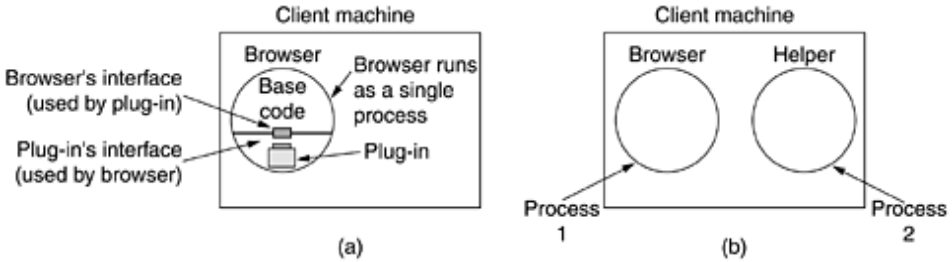 Client machine
Browser
Browser's interface
(used by plug-in)
Base
code
Browser runs
as a single
process
Plug-in's interface
(used by browser)
Plug-in
(a)
Client machine
Browser
Helper
Process
1
Process
2
(b)